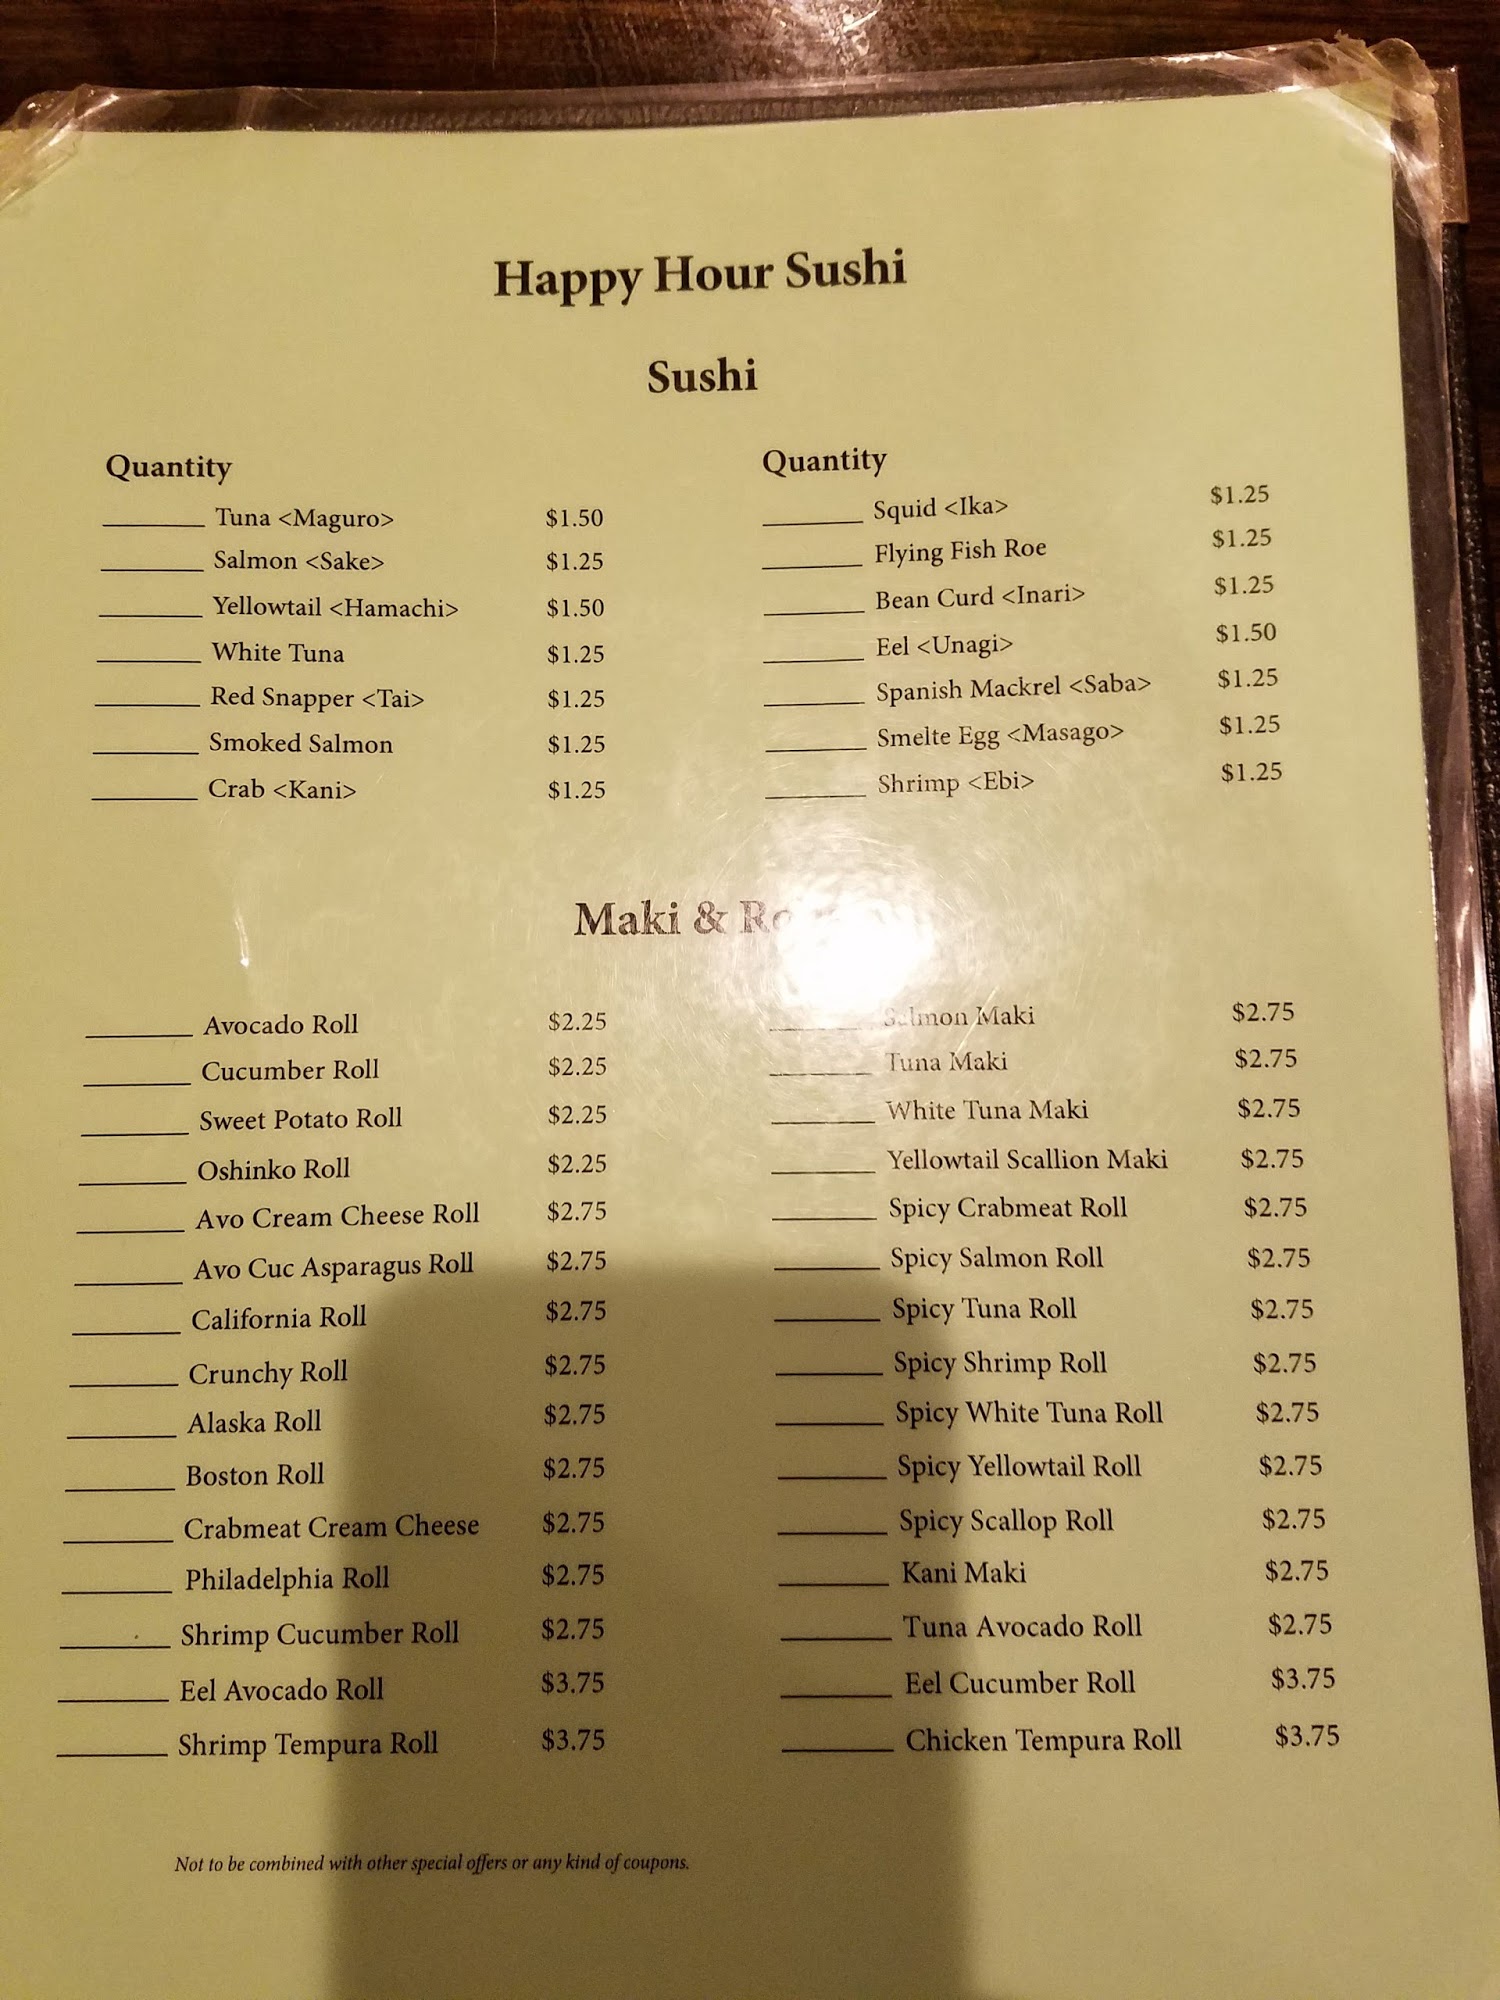 Happy Hour Sushi
Sushi
Quantity
Tuna <Maguro> $1.50
Salmon <Sake> $1.25
Yellowtail <Hamachi> $1.50
White Tuna $1.25
Red Snapper <Tai> $1.25
Smoked Salmon $1.25
Crab <Kani> $1.25
Quantity
Squid <Ika> $1.25
Flying Fish Roe $1.25
Bean Curd <Inari> $1.25
Eel <Unagi> $1.50
Spanish Mackrel <Saba> $1.25
Smelte Egg <Masago> $1.25
Shrimp <Ebi> $1.25
Maki &
Avocado Roll $2.25
Cucumber Roll $2.25
Sweet Potato Roll $2.25
Oshinko Roll $2.25
Avo Cream Cheese Roll $2.75
Avo Cuc Asparagus Roll $2.75
California Roll $2.75
Crunchy Roll $2.75
Alaska Roll $2.75
Boston Roll $2.75
Crabmeat Cream Cheese $2.75
Philadelphia Roll $2.75
Shrimp Cucumber Roll $2.75
Eel Avocado Roll $3.75
Shrimp Tempura Roll $3.75
Salmon Maki $2.75
Tuna Maki $2.75
White Tuna Maki $2.75
Yellowtail Scallion Maki $2.75
Spicy Crabmeat Roll $2.75
Spicy Salmon Roll $2.75
Spicy Tuna Roll $2.75
Spicy Shrimp Roll $2.75
Spicy White Tuna Roll $2.75
Spicy Yellowtail Roll $2.75
Spicy Scallop Roll $2.75
Kani Maki $2.75
Tuna Avocado Roll $2.75
Eel Cucumber Roll $3.75
Chicken Tempura Roll $3.75
Not to be combined with other special offers or any kind of coupons.